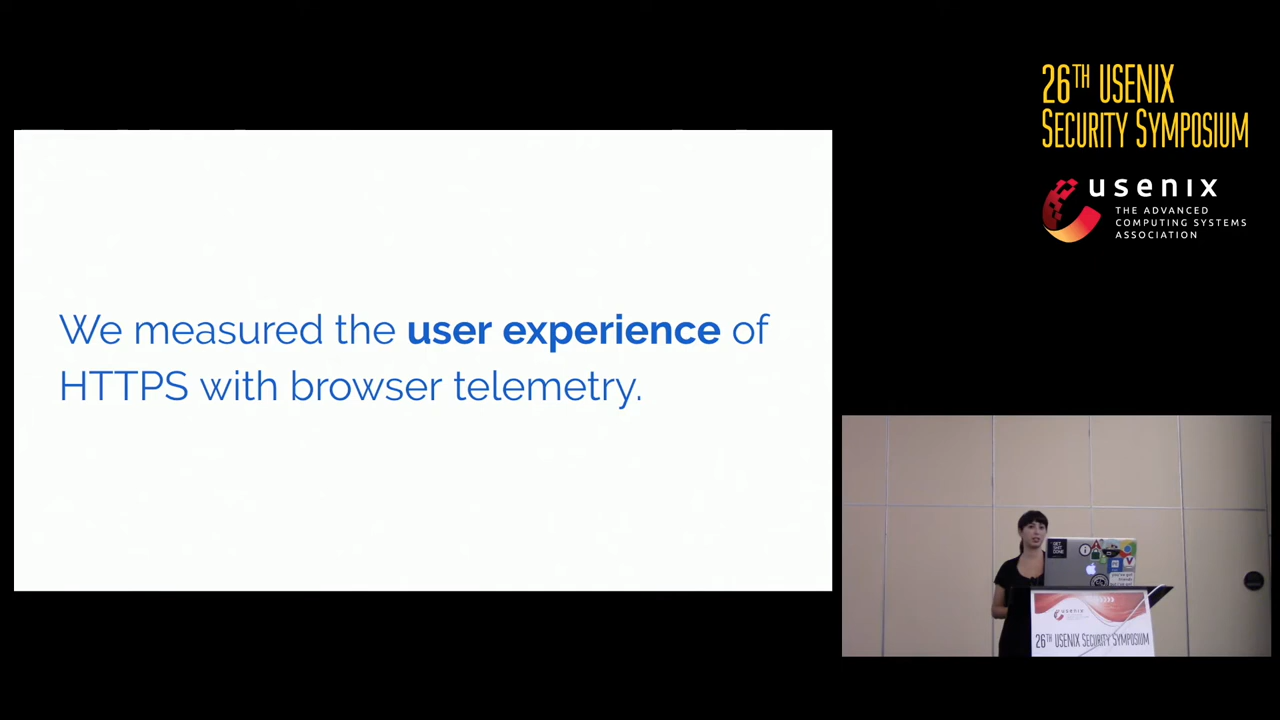 26TH USENIX
SECURITY SYMPOSIUM
usenix
THE ADVANCED
COMPUTING SYSTEMS
ASSOCIATION
We measured the user experience of
HTTPS with browser telemetry.
usenix
26TH USENIX SECURITY SYMPOSIUM